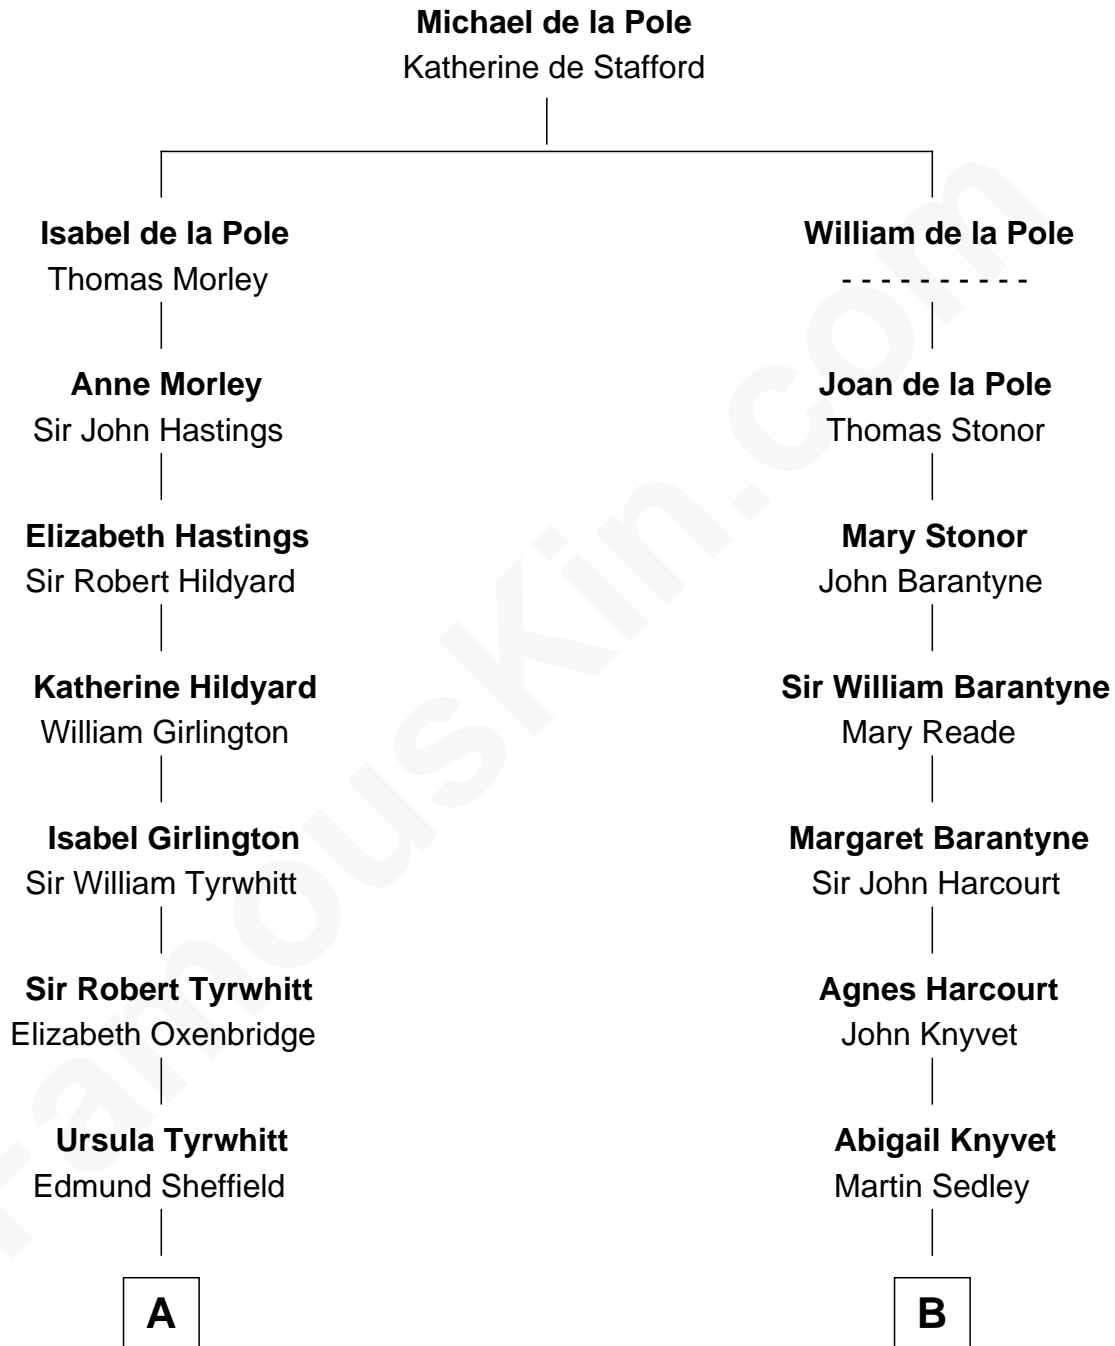 Michael de la Pole
Katherine de Stafford
Isabel de la Pole
Thomas Morley
William de la Pole
- - - - - - - - - -
Anne Morley
Sir John Hastings
Joan de la Pole
Thomas Stonor
Elizabeth Hastings
Sir Robert Hildyard
Mary Stonor
John Barantyne
Katherine Hildyard
William Girlington
Sir William Barantyne
Mary Reade
Isabel Girlington
Sir William Tyrwhitt
Margaret Barantyne
Sir John Harcourt
Sir Robert Tyrwhitt
Elizabeth Oxenbridge
Agnes Harcourt
John Knyvet
Ursula Tyrwhitt
Edmund Sheffield
Abigail Knyvet
Martin Sedley
A
B
FamousKin.com